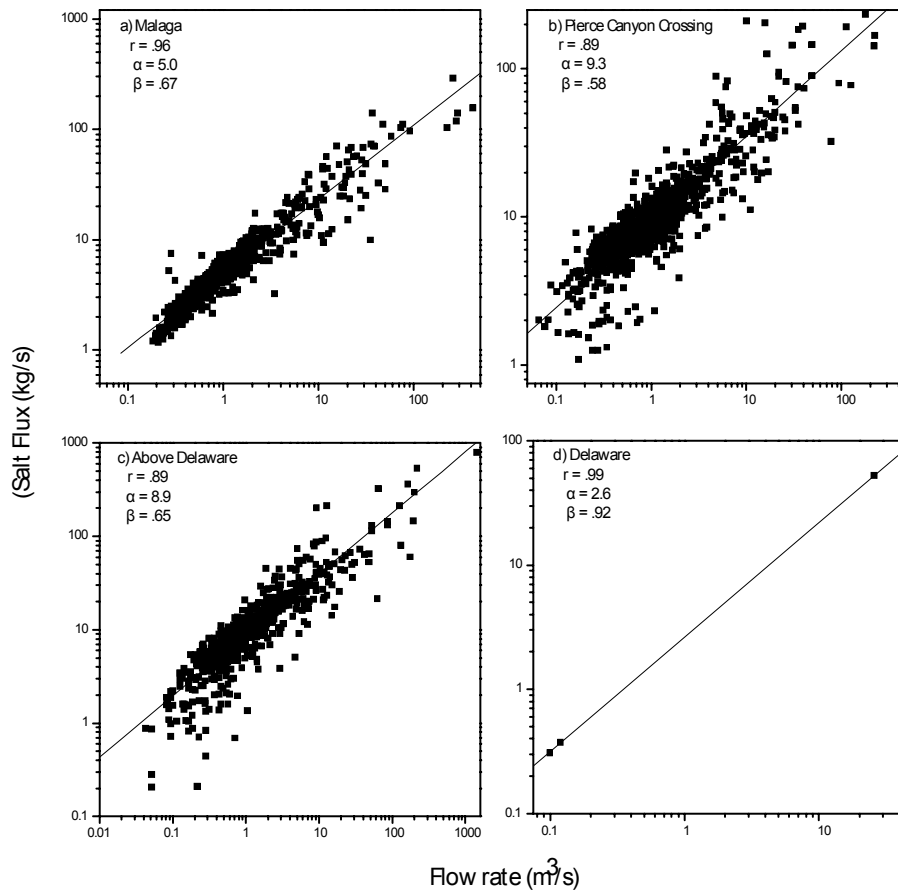 a) Malaga
r = .96
α = 5.0
β = .67
1000
100
10
1
0.1
1
10
100
b) Pierce Canyon Crossing
r = .89
α = 9.3
β = .58
100
10
1
0.1
1
10
100
c) Above Delaware
r = .89
α = 8.9
β = .65
1000
100
10
1
0.1
0.01
0.1
1
10
100
1000
d) Delaware
r = .99
α = 2.6
β = .92
100
10
1
0.1
0.1
1
10
(Salt Flux (kg/s)
Flow rate (m³/s)